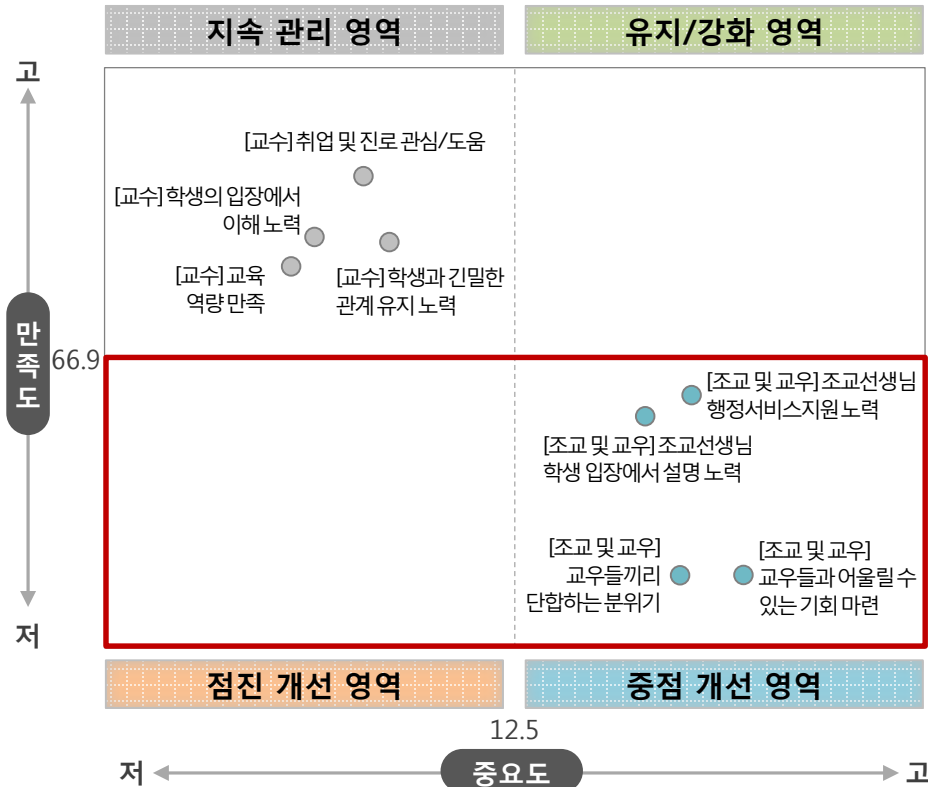 지속 관리 영역
유지/강화 영역
고
[교수] 취업 및 진로 관심/도움
[교수] 학생의 입장에서
이해 노력
[교수] 교육
역량 만족
[교수] 학생과 긴밀한
관계 유지 노력
만족도
66.9
[조교 및 교우] 조교선생님
행정서비스지원 노력
[조교 및 교우] 조교선생님
학생 입장에서 설명 노력
[조교 및 교우]
교우들끼리
단합하는 분위기
[조교 및 교우]
교우들과 어울릴 수
있는 기회 마련
저
점진 개선 영역
중점 개선 영역
12.5
저
중요도
고